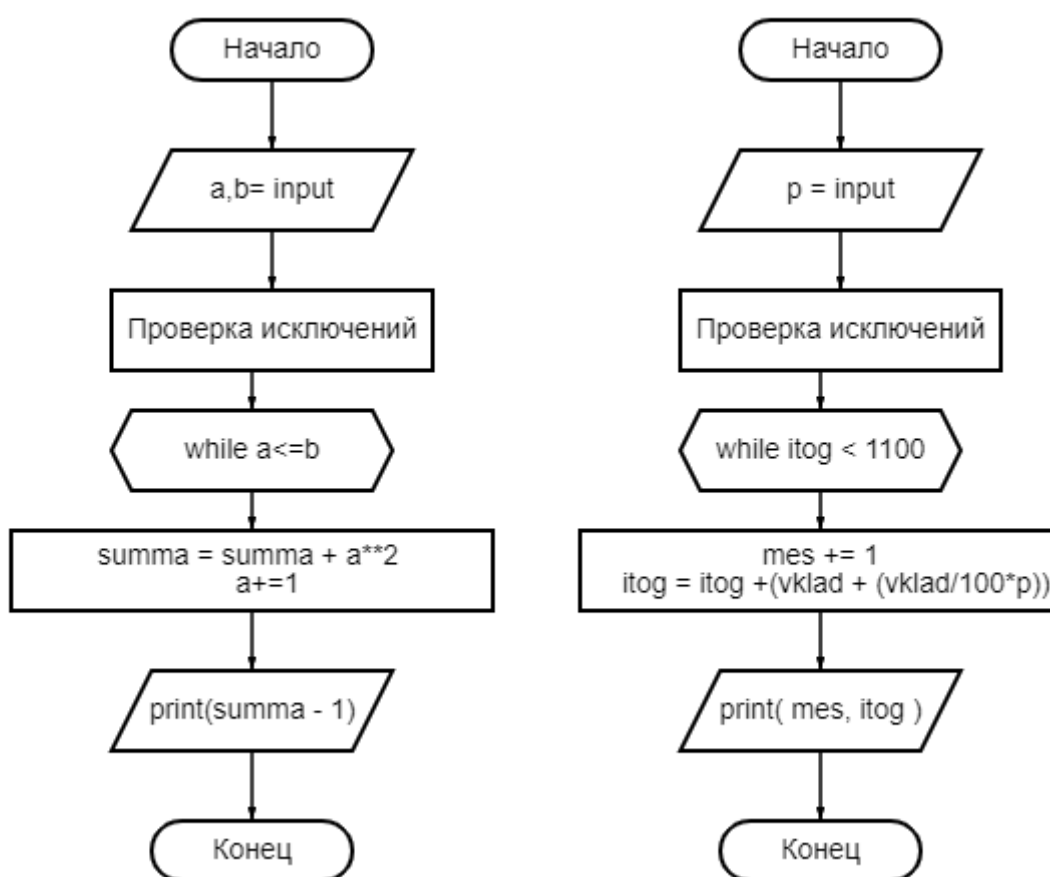 Начало
a,b= input
Проверка исключений
while a<=b
summa = summa + a**2
a+=1
print(summa - 1)
Конец
Начало
p = input
Проверка исключений
while itog < 1100
mes += 1
itog = itog +(vklad + (vklad/100*p))
print( mes, itog )
Конец